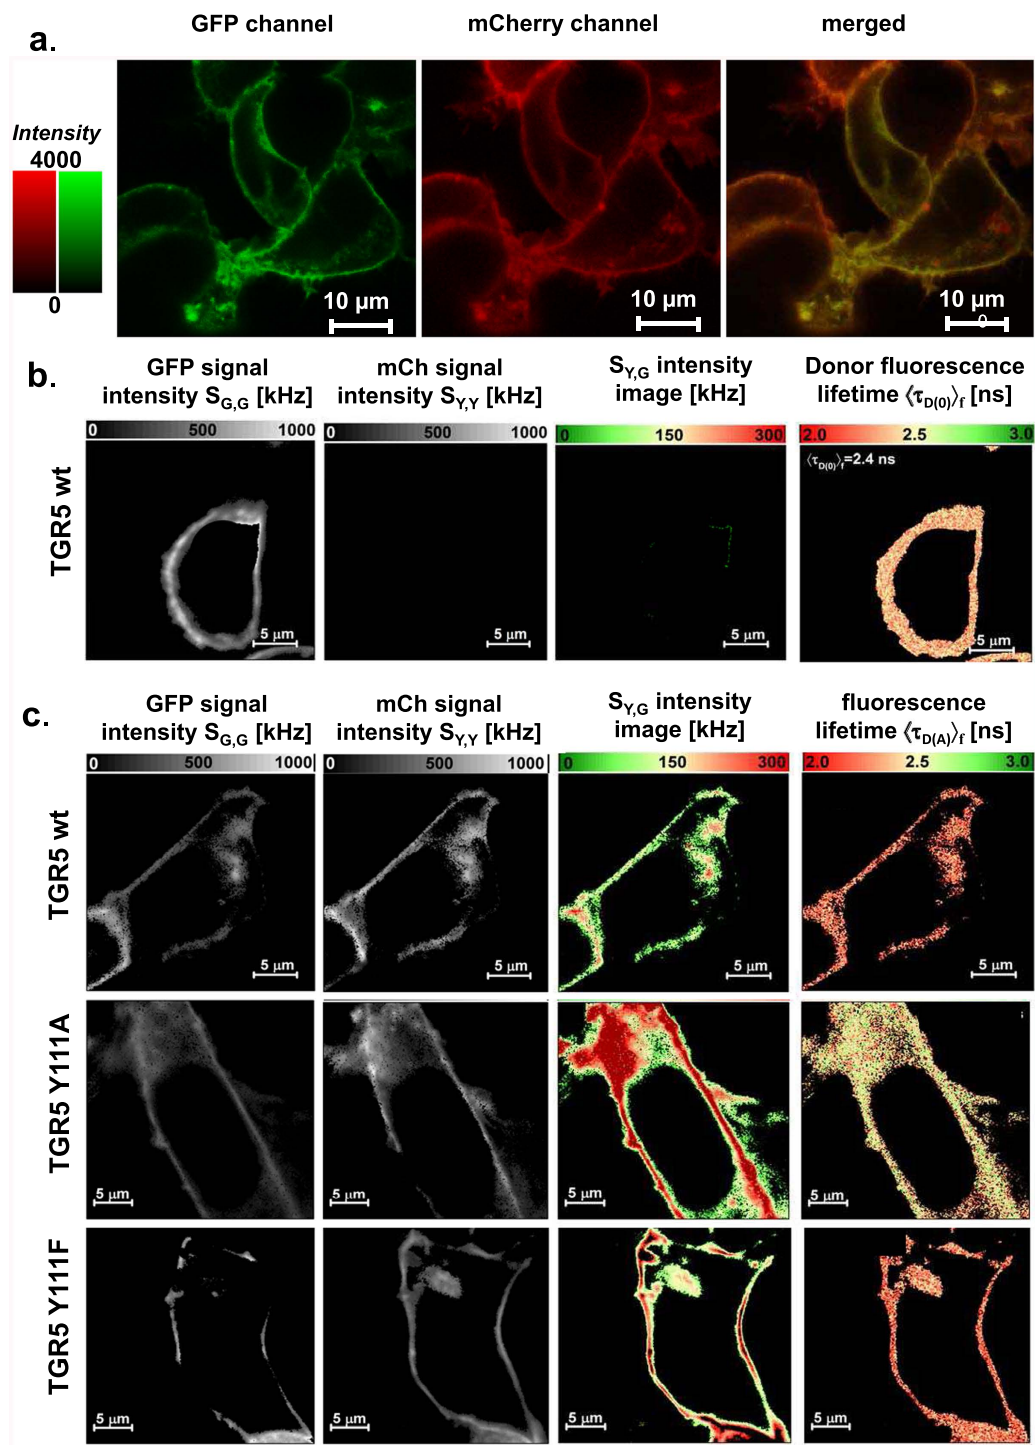 a.
GFP channel mCherry channel merged
Intensity
4000
0
10 µm 10 µm 10 µm
0
b.
GFP signal mCh signal S_Y,G intensity Donor fluorescence
intensity S_G,G [kHz] intensity S_Y,Y [kHz] image [kHz] lifetime ⟨τ_D(0)⟩_f [ns]
0 500 1000 0 500 1000 0 150 300 2.0 2.5 3.0
TGR5 wt
⟨τ_D(0)⟩_f=2.4 ns
5 µm 5 µm 5 µm 5 µm
c.
GFP signal mCh signal S_Y,G intensity fluorescence
intensity S_G,G [kHz] intensity S_Y,Y [kHz] image [kHz] lifetime ⟨τ_D(A)⟩_f [ns]
0 500 1000 0 500 1000 0 150 300 2.0 2.5 3.0
TGR5 wt
5 µm 5 µm 5 µm 5 µm
TGR5 Y111A
5 µm 5 µm 5 µm 5 µm
TGR5 Y111F
5 µm 5 µm 5 µm 5 µm